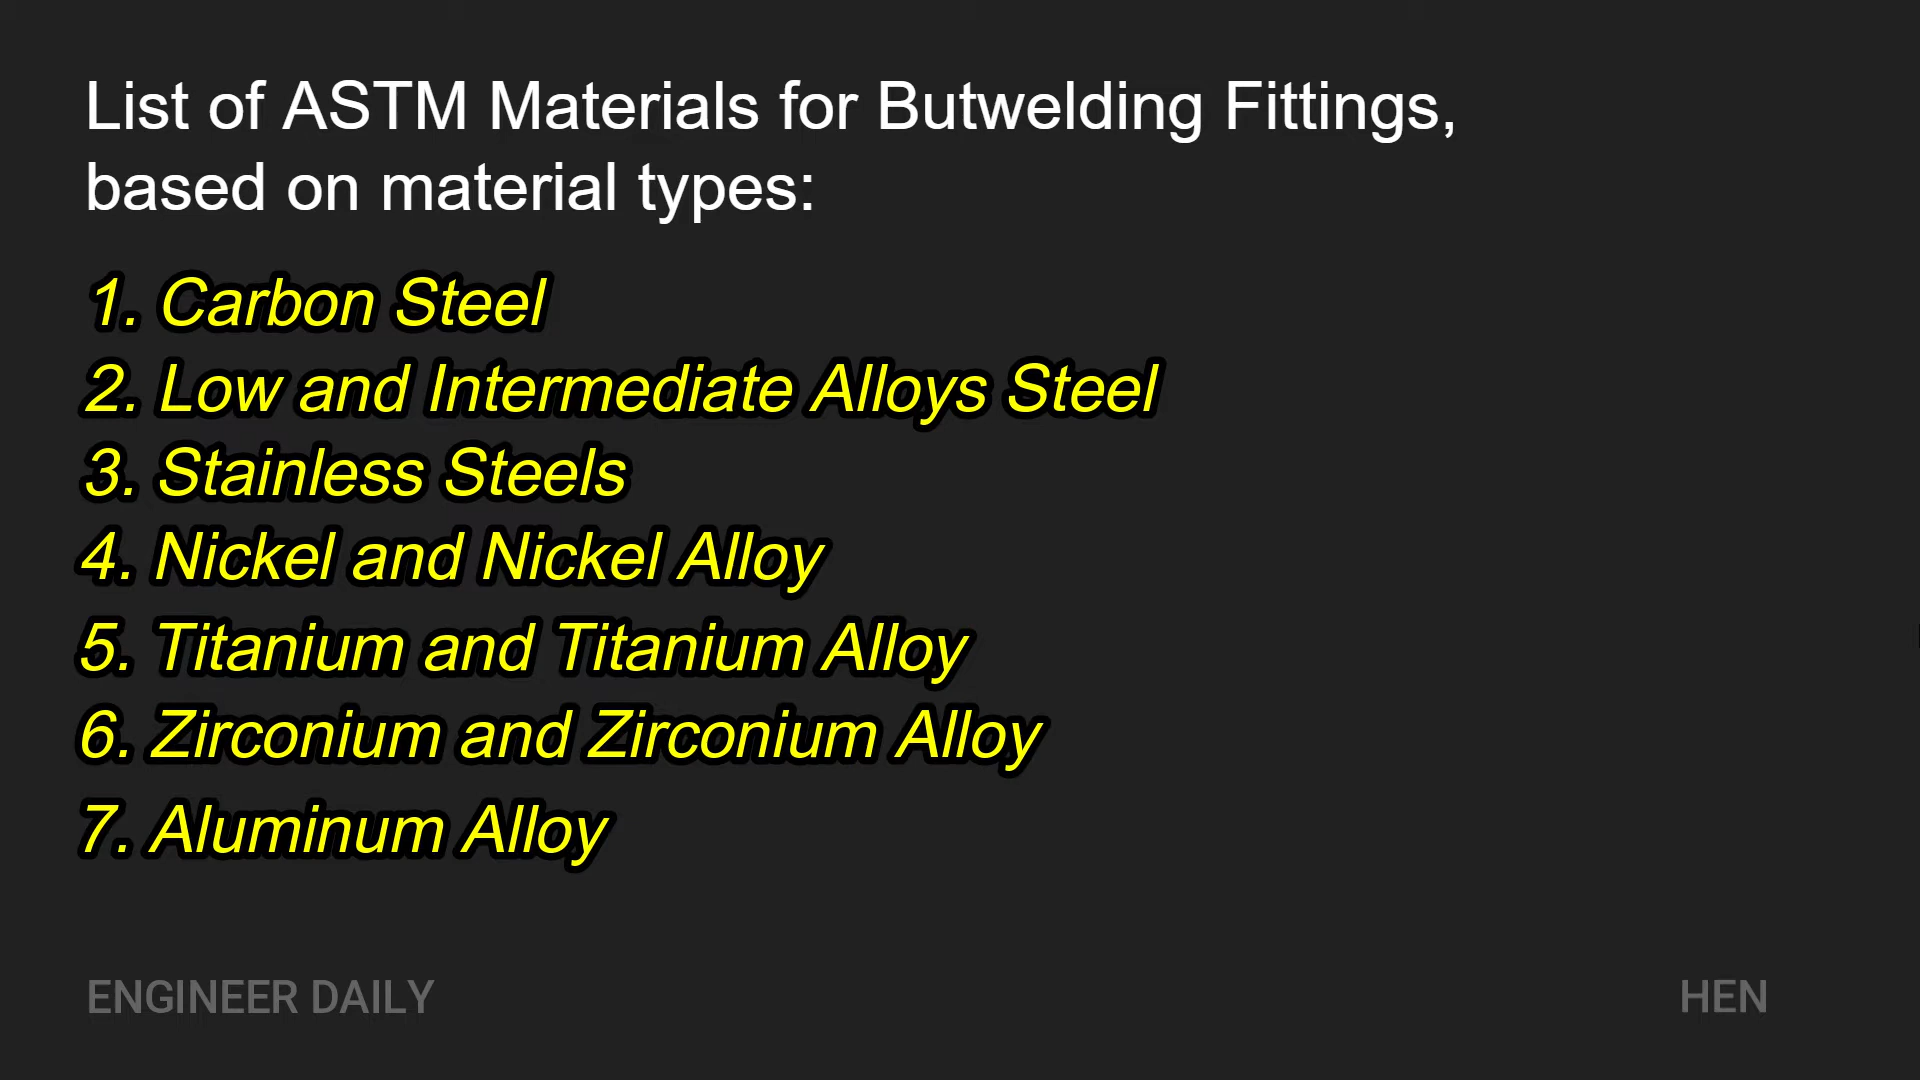 List of ASTM Materials for Butwelding Fittings,
based on material types:
1. Carbon Steel
2. Low and Intermediate Alloys Steel
3. Stainless Steels
4. Nickel and Nickel Alloy
5. Titanium and Titanium Alloy
6. Zirconium and Zirconium Alloy
7. Aluminum Alloy
ENGINEER DAILY
HEN